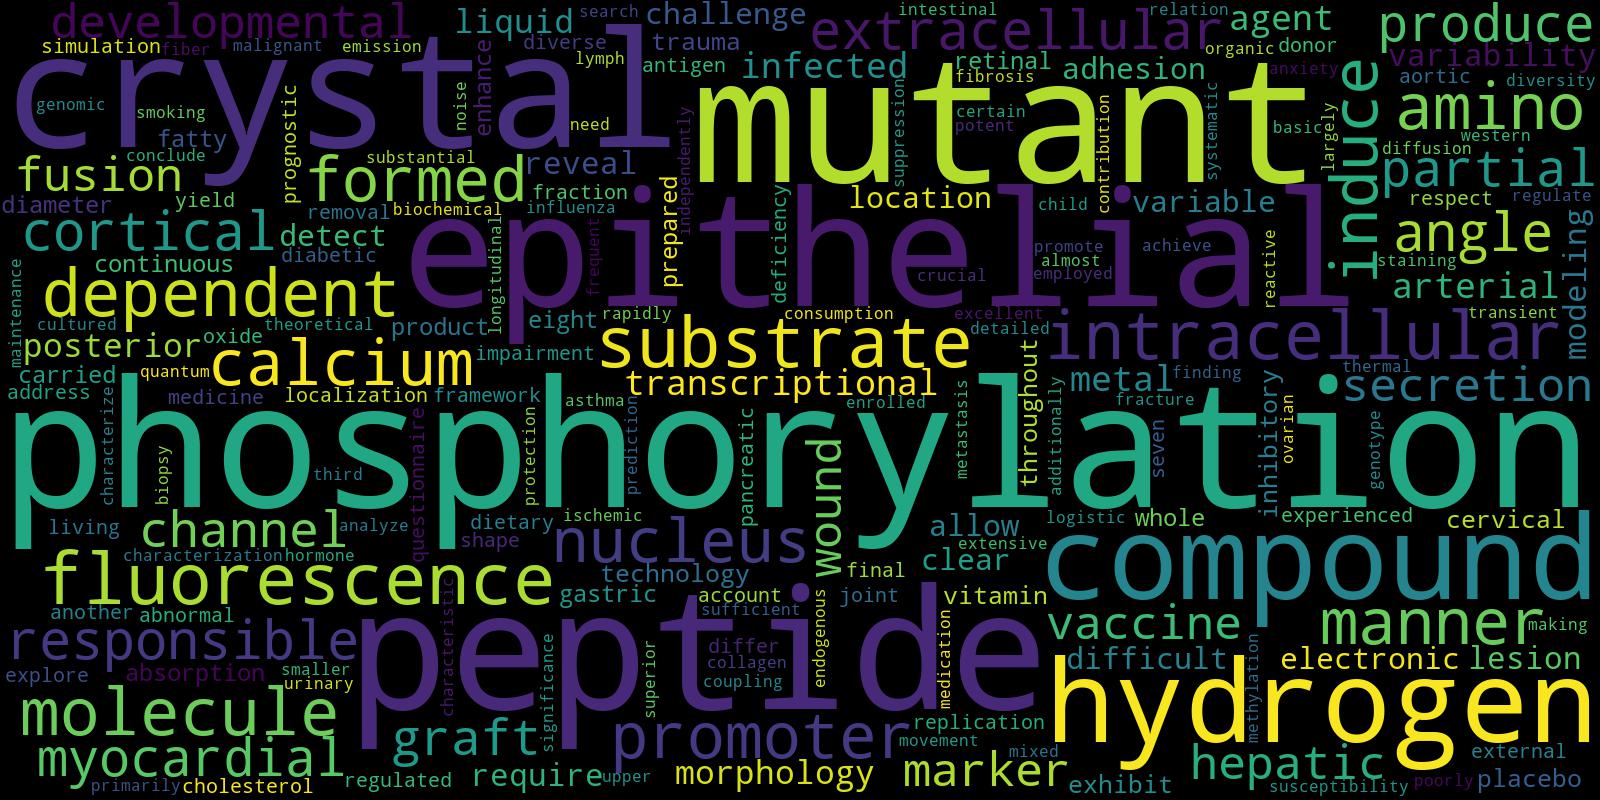 developmental
liquid
search
challenge
intestinal
relation
agent
produce
simulation
fiber
malignant
emission
diverse
trauma
extracellular
organic
donor
variability
crystal
enhance
lymph
antigen
infected
retinal
fibrosis
adhesion
anxiety
induce
aortic
diversity
genomic
smoking
fatty
prognostic
noise
need
independently
mutant
suppression
certain
potent
contribution
systematic
basic
largely
amino
western
conclude
substantial
reveal
diffusion
partial
fusion
formed
fraction
epithelial
location
child
variable
respect
regulate
diameter
yield
removal
biochemical
influenza
prepared
deficiency
cortical
detect
longitudinal
frequent
promote
achieve
reactive
angle
modeling
continuous
diabetic
almost
employed
crucial
staining
arterial
maintenance
dependent
rapidly
consumption
excellent
transient
cultured
theoretical
product
eight
substrate
detailed
intracellular
posterior
oxide
calcium
impairment
throughout
carried
quantum
transcriptional
metal
finding
thermal
secretion
address
medicine
localization
framework
asthma
enrolled
fracture
phosphorylation
characterize
biopsy
third
questionnaire
protection
prediction
pancreatic
wound
metastasis
additionally
seven
inhibitory
ovarian
genotype
living
channel
analyze
dietary
ischemic
allow
logistic
whole
experienced
cervical
characterization
hormone
shape
nucleus
extensive
clear
compound
fluorescence
technology
final
another
abnormal
gastric
account
sufficient
joint
vitamin
vaccine
manner
making
responsible
characteristic
peptide
differ
collagen
coupling
endogenous
medication
difficult
electronic
lesion
explore
absorption
smaller
urinary
significance
superior
methylation
hydrogen
molecule
graft
promoter
replication
movement
mixed
myocardial
hepatic
external
primarily
cholesterol
regulated
require
upper
morphology
marker
exhibit
susceptibility
poorly
placebo